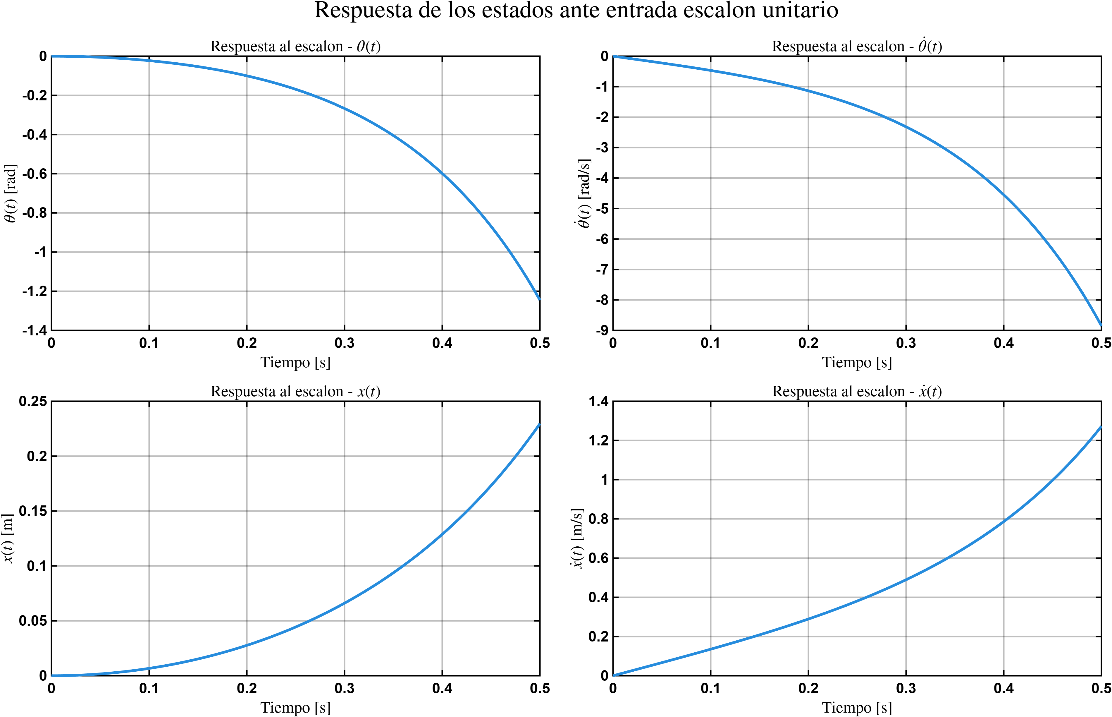 Respuesta de los estados ante entrada escalon unitario
Respuesta al escalon - θ(t)
0
-0.2
-0.4
-0.6
-0.8
-1
-1.2
-1.4
θ(t) [rad]
0 0.1 0.2 0.3 0.4 0.5
Tiempo [s]
Respuesta al escalon - θ̇(t)
0
-1
-2
-3
-4
-5
-6
-7
-8
-9
θ̇(t) [rad/s]
0 0.1 0.2 0.3 0.4 0.5
Tiempo [s]
Respuesta al escalon - x(t)
0.25
0.2
0.15
0.1
0.05
0
x(t) [m]
0 0.1 0.2 0.3 0.4 0.5
Tiempo [s]
Respuesta al escalon - ẋ(t)
1.4
1.2
1
0.8
0.6
0.4
0.2
0
ẋ(t) [m/s]
0 0.1 0.2 0.3 0.4 0.5
Tiempo [s]